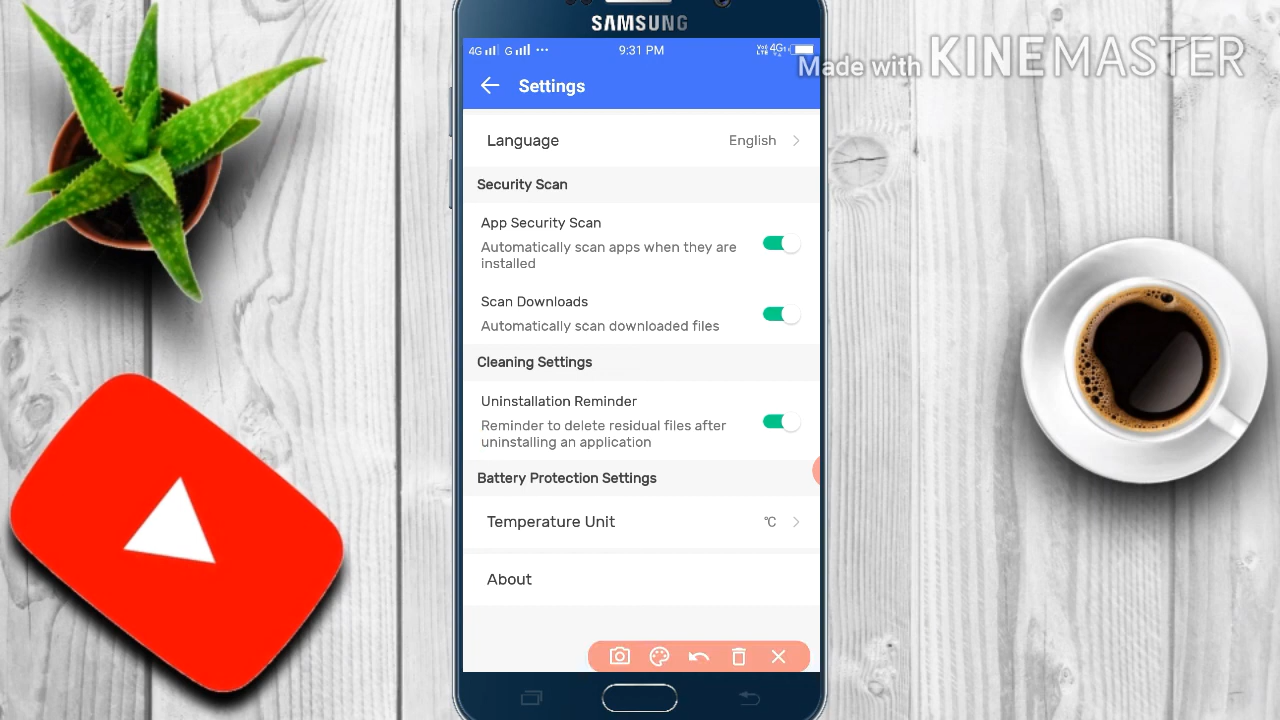 SAMSUNG
4G G ••• 9:31 PM 4G
Made with KINEMASTER
Settings
Language English
Security Scan
App Security Scan
Automatically scan apps when they are
installed
Scan Downloads
Automatically scan downloaded files
Cleaning Settings
Uninstallation Reminder
Reminder to delete residual files after
uninstalling an application
Battery Protection Settings
Temperature Unit °C
About